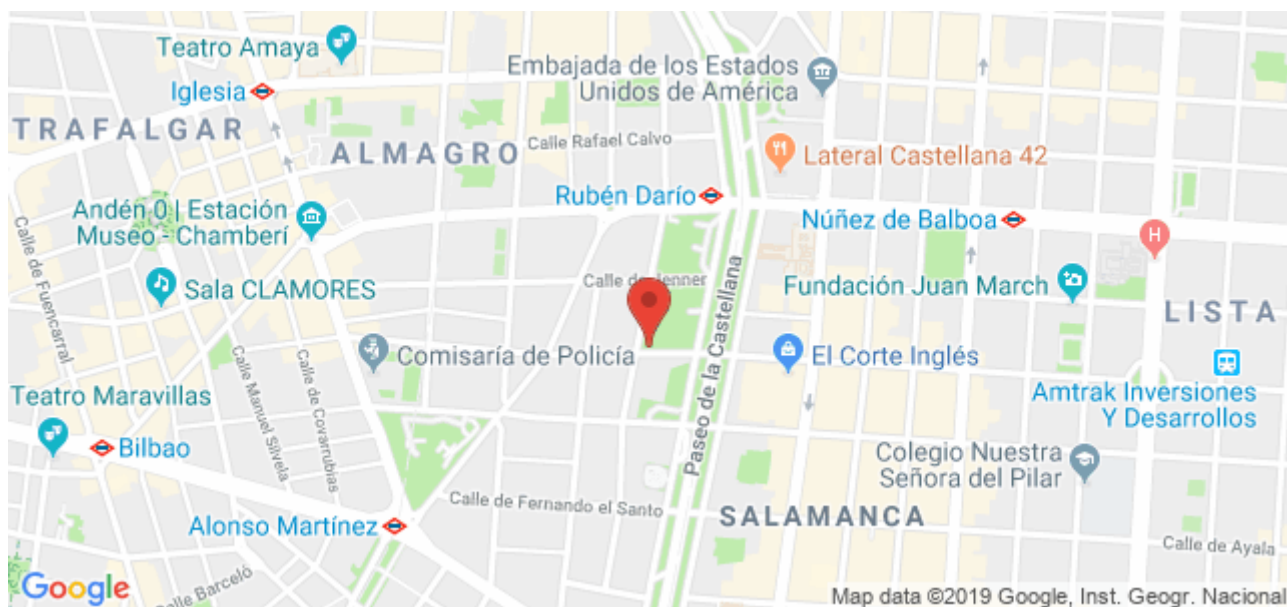 Teatro Amaya
Embajada de los Estados
Unidos de América
Iglesia
TRAFALGAR
ALMAGRO
Calle Rafael Calvo
Lateral Castellana 42
Rubén Darío
Andén 0 | Estación
Museo - Chamberí
Núñez de Balboa
H
Calle de Fuencarral
Calle de Jenner
Sala CLAMORES
Fundación Juan March
Paseo de la Castellana
LISTA
Comisaría de Policía
El Corte Inglés
Calle Manuel Silvela
Calle de Covarrubias
Teatro Maravillas
Amtrak Inversiones
Y Desarrollos
Bilbao
Colegio Nuestra
Señora del Pilar
Calle de Fernando el Santo
SALAMANCA
Alonso Martínez
Calle de Ayala
Calle Barceló
Google
Map data ©2019 Google, Inst. Geogr. Nacional